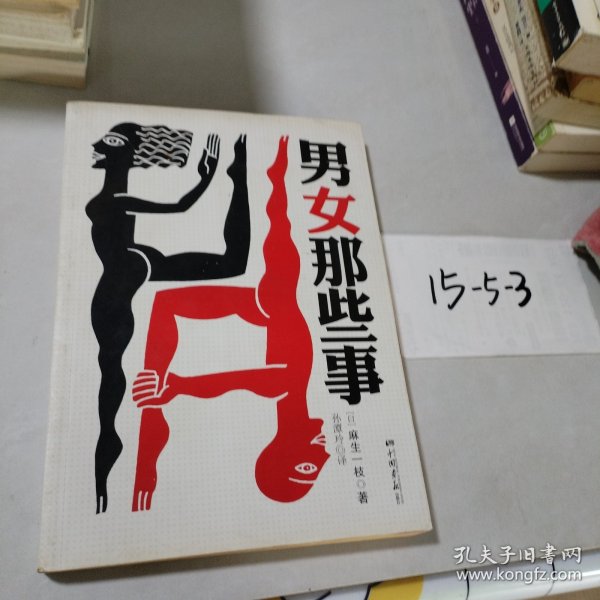 男女那些事
[日] 麻生一枝◎著
孙潭玲◎译
15-5-3
孔夫子旧书网
www.kongfz.com